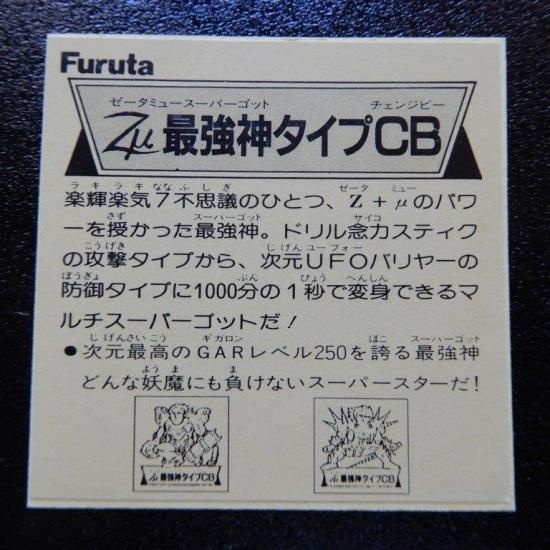 Furuta
ゼータミュースーパーゴット チェンジビー
Zμ最強神タイプCB
ラキラキ なな ふしぎ ゼータ ミュー
楽輝楽気7不思議のひとつ、Z+μのパワ
さず スーパーゴット サイコ
ーを授かった最強神。ドリル念力スティク
こうげき じげんユーフォー
の攻撃タイプから、次元UFOバリヤーの
ぼうぎょ ぶん びょう へんしん
防御タイプに1000分の1秒で変身できるマ
ルチスーパーゴットだ!
じげんさいこう ギガロン ほこ スーパーゴット
●次元最高のGARレベル250を誇る最強神
ようま ま
どんな妖魔にも負けないスーパースターだ!
Zμ最強神タイプCB Zμ最強神タイプCB